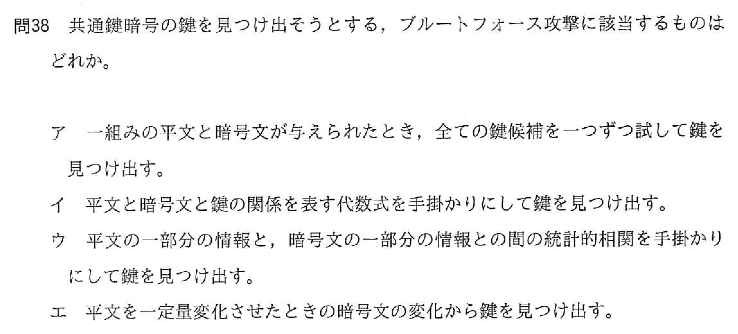 問38 共通鍵暗号の鍵を見つけ出そうとする，ブルートフォース攻撃に該当するものは
どれか。
ア 一組みの平文と暗号文が与えられたとき，全ての鍵候補を一つずつ試して鍵を
見つけ出す。
イ 平文と暗号文と鍵の関係を表す代数式を手掛かりにして鍵を見つけ出す。
ウ 平文の一部分の情報と，暗号文の一部分の情報との間の統計的相関を手掛かり
にして鍵を見つけ出す。
エ 平文を一定量変化させたときの暗号文の変化から鍵を見つけ出す。